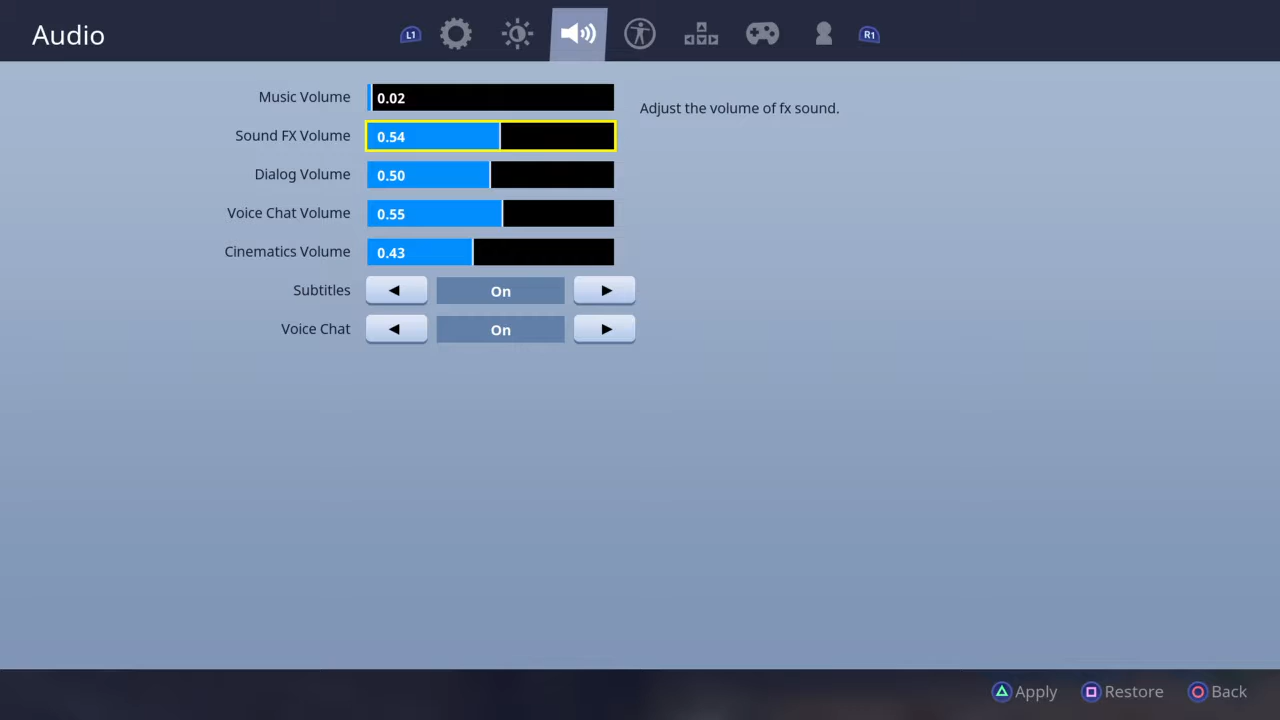 Audio
L1
R1
Music Volume 0.02
Adjust the volume of fx sound.
Sound FX Volume 0.54
Dialog Volume 0.50
Voice Chat Volume 0.55
Cinematics Volume 0.43
Subtitles On
Voice Chat On
Apply Restore Back